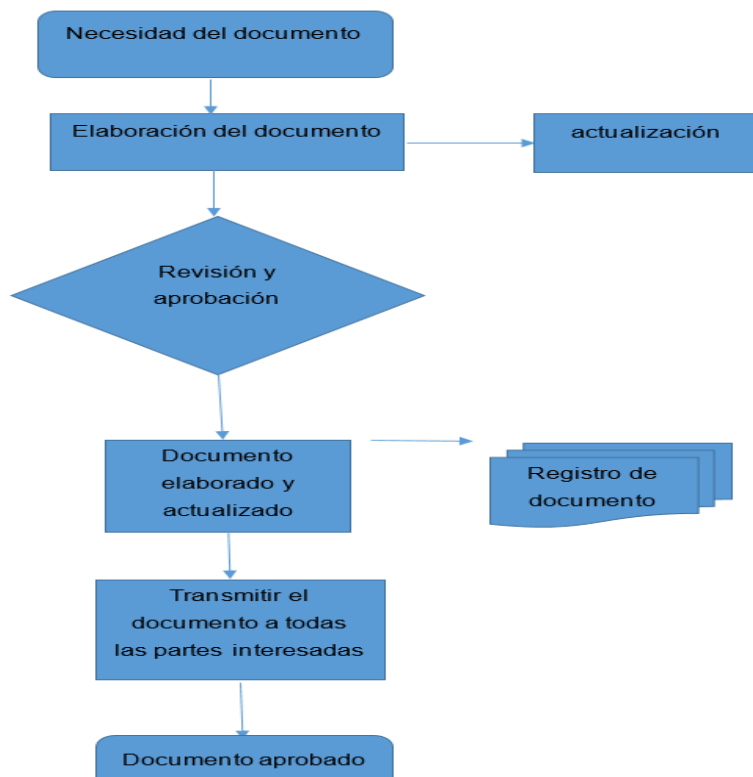 Necesidad del documento
Elaboración del documento
actualización
Revisión y
aprobación
Documento
elaborado y
actualizado
Registro de
documento
Transmitir el
documento a todas
las partes interesadas
Documento aprobado